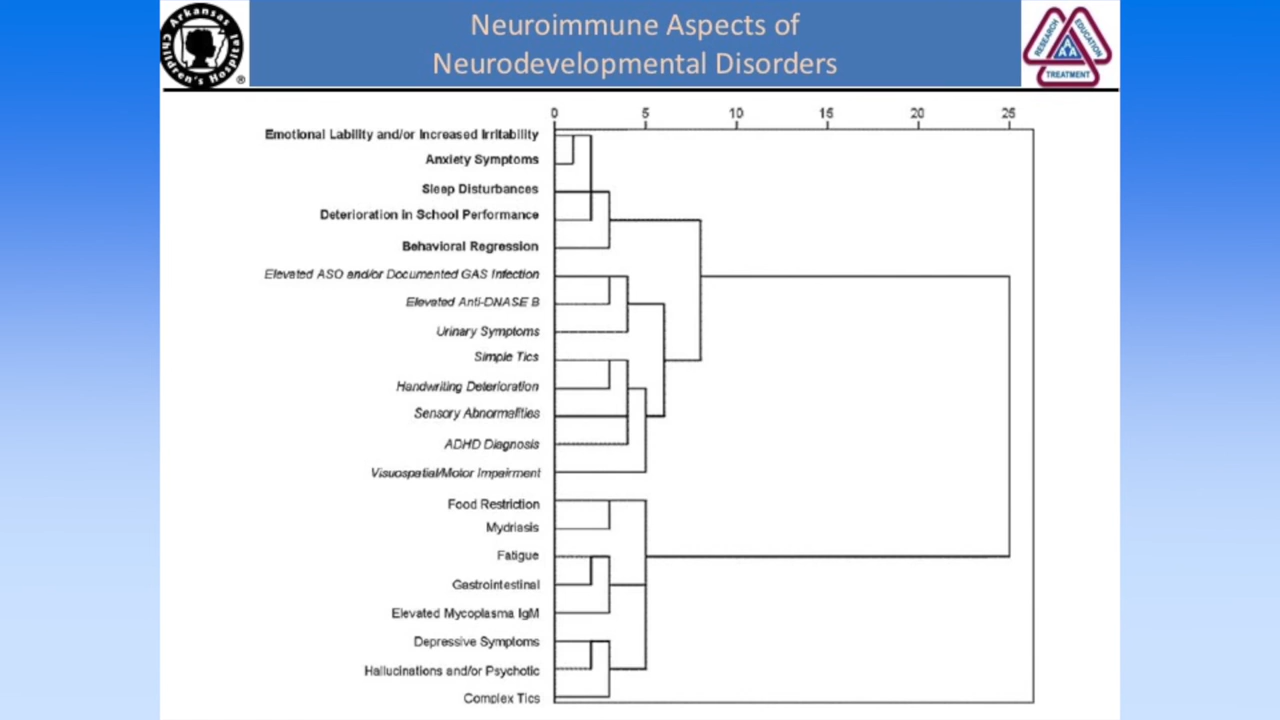 Arkansas
Children's Hospital
®
Neuroimmune Aspects of
Neurodevelopmental Disorders
RESEARCH
EDUCATION
TREATMENT
0 5 10 15 20 25
Emotional Lability and/or Increased Irritability
Anxiety Symptoms
Sleep Disturbances
Deterioration in School Performance
Behavioral Regression
Elevated ASO and/or Documented GAS Infection
Elevated Anti-DNASE B
Urinary Symptoms
Simple Tics
Handwriting Deterioration
Sensory Abnormalities
ADHD Diagnosis
Visuospatial/Motor Impairment
Food Restriction
Mydriasis
Fatigue
Gastrointestinal
Elevated Mycoplasma IgM
Depressive Symptoms
Hallucinations and/or Psychotic
Complex Tics